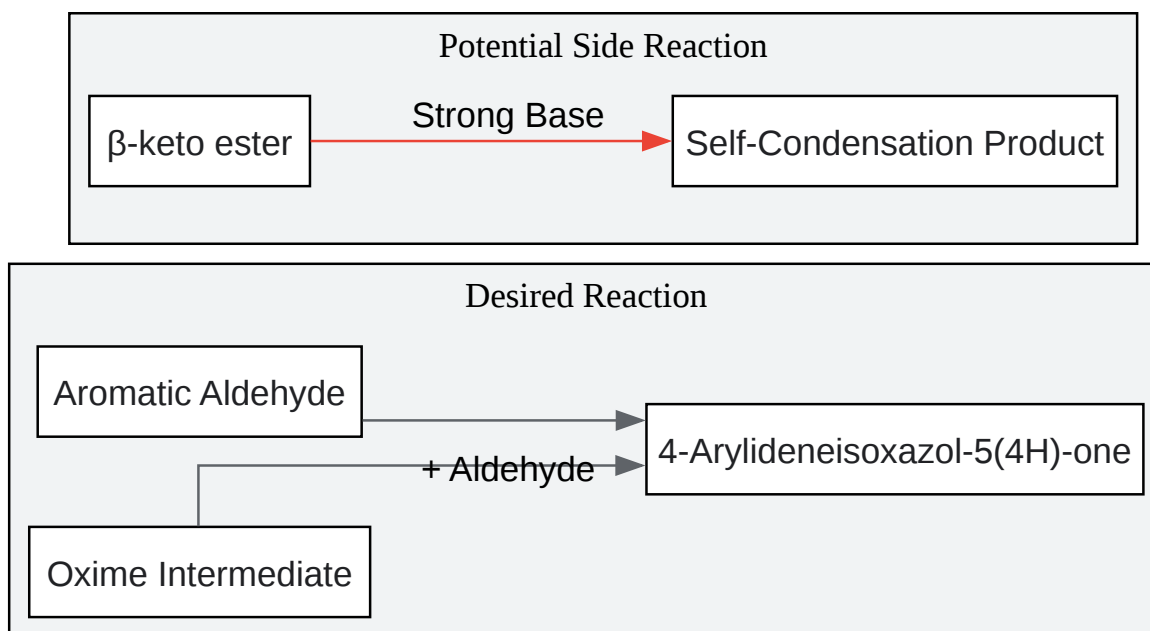 Potential Side Reaction
β-keto ester
Strong Base
Self-Condensation Product
Desired Reaction
Aromatic Aldehyde
+ Aldehyde
4-Arylideneisoxazol-5(4H)-one
Oxime Intermediate